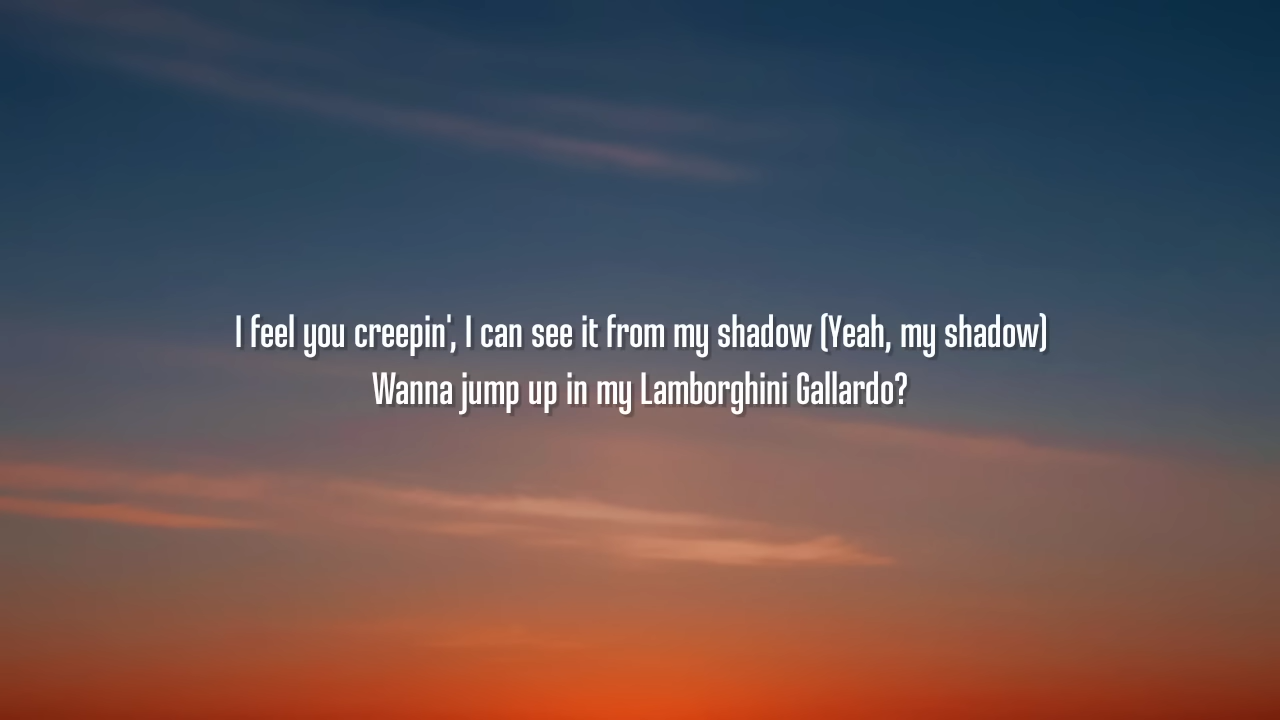 I feel you creepin', I can see it from my shadow (Yeah, my shadow)
Wanna jump up in my Lamborghini Gallardo?